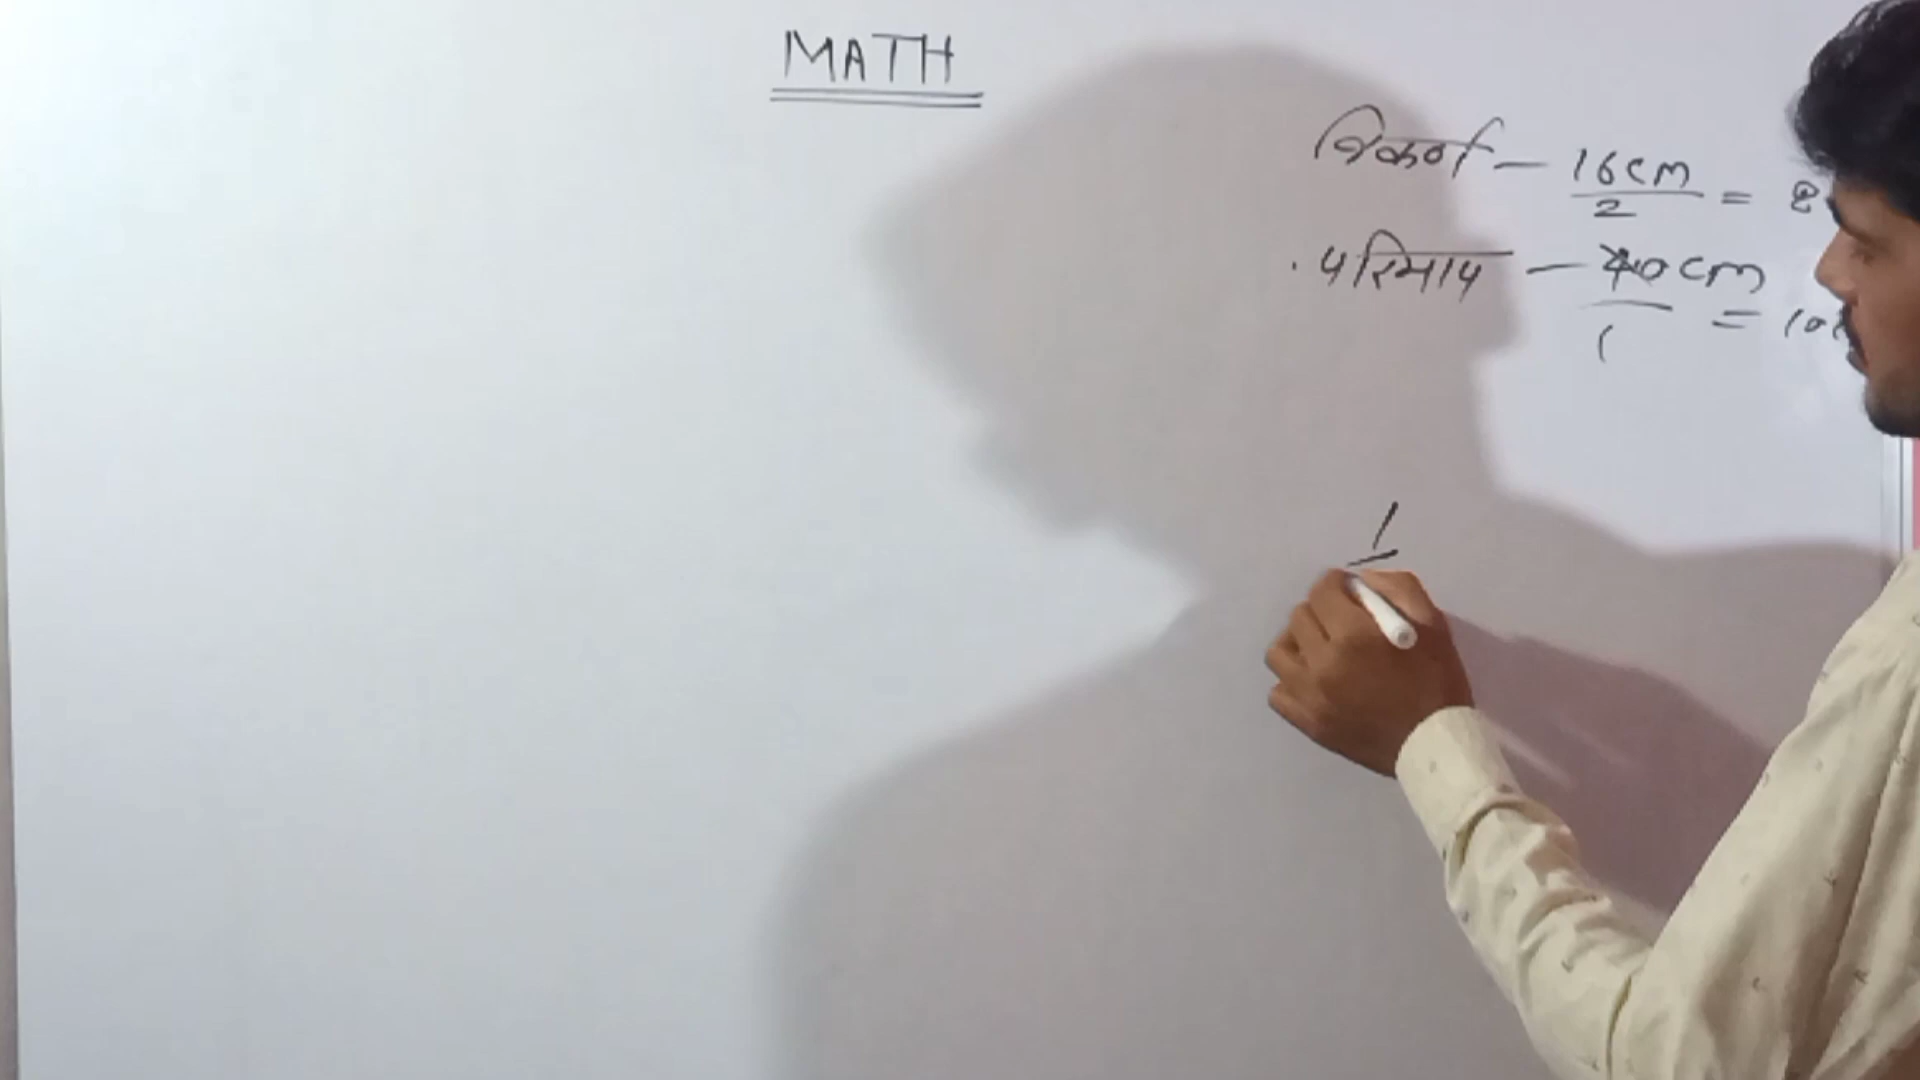 MATH
विकर्ण – 16cm/2 = 8
परिमाप – 40cm/( = 10
1/